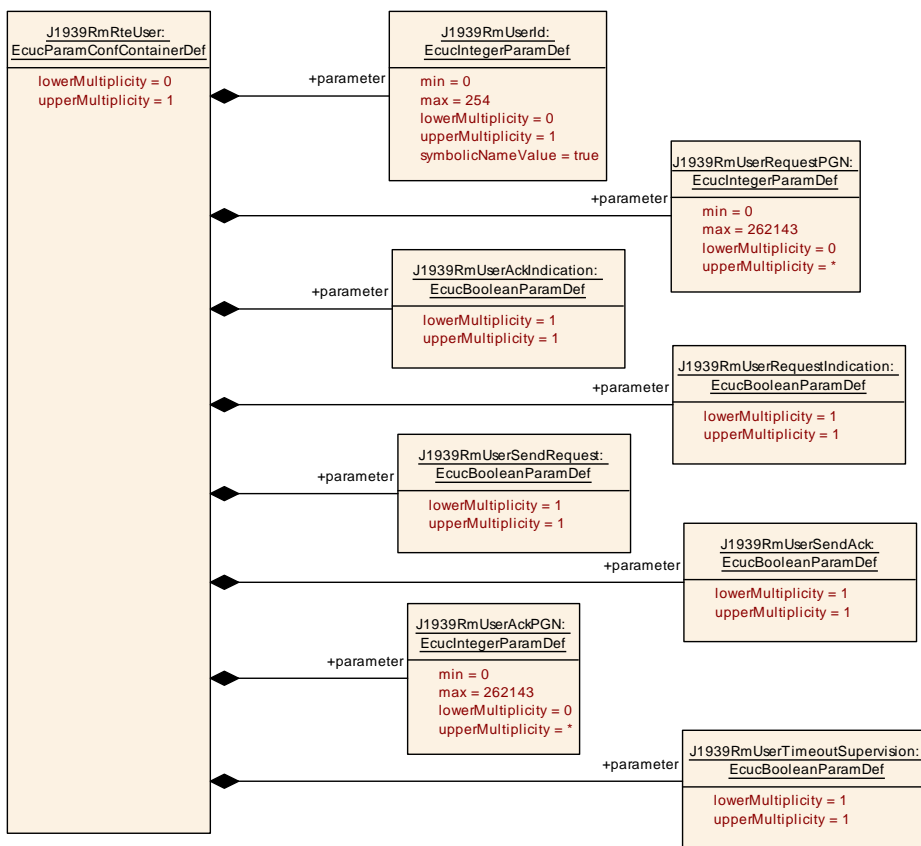 J1939RmRteUser:
EcucParamConfContainerDef
lowerMultiplicity = 0
upperMultiplicity = 1
+parameter
J1939RmUserId:
EcucIntegerParamDef
min = 0
max = 254
lowerMultiplicity = 0
upperMultiplicity = 1
symbolicNameValue = true
+parameter
J1939RmUserRequestPGN:
EcucIntegerParamDef
min = 0
max = 262143
lowerMultiplicity = 0
upperMultiplicity = *
+parameter
J1939RmUserAckIndication:
EcucBooleanParamDef
lowerMultiplicity = 1
upperMultiplicity = 1
+parameter
J1939RmUserRequestIndication:
EcucBooleanParamDef
lowerMultiplicity = 1
upperMultiplicity = 1
+parameter
J1939RmUserSendRequest:
EcucBooleanParamDef
lowerMultiplicity = 1
upperMultiplicity = 1
+parameter
J1939RmUserSendAck:
EcucBooleanParamDef
lowerMultiplicity = 1
upperMultiplicity = 1
+parameter
J1939RmUserAckPGN:
EcucIntegerParamDef
min = 0
max = 262143
lowerMultiplicity = 0
upperMultiplicity = *
+parameter
J1939RmUserTimeoutSupervision:
EcucBooleanParamDef
lowerMultiplicity = 1
upperMultiplicity = 1